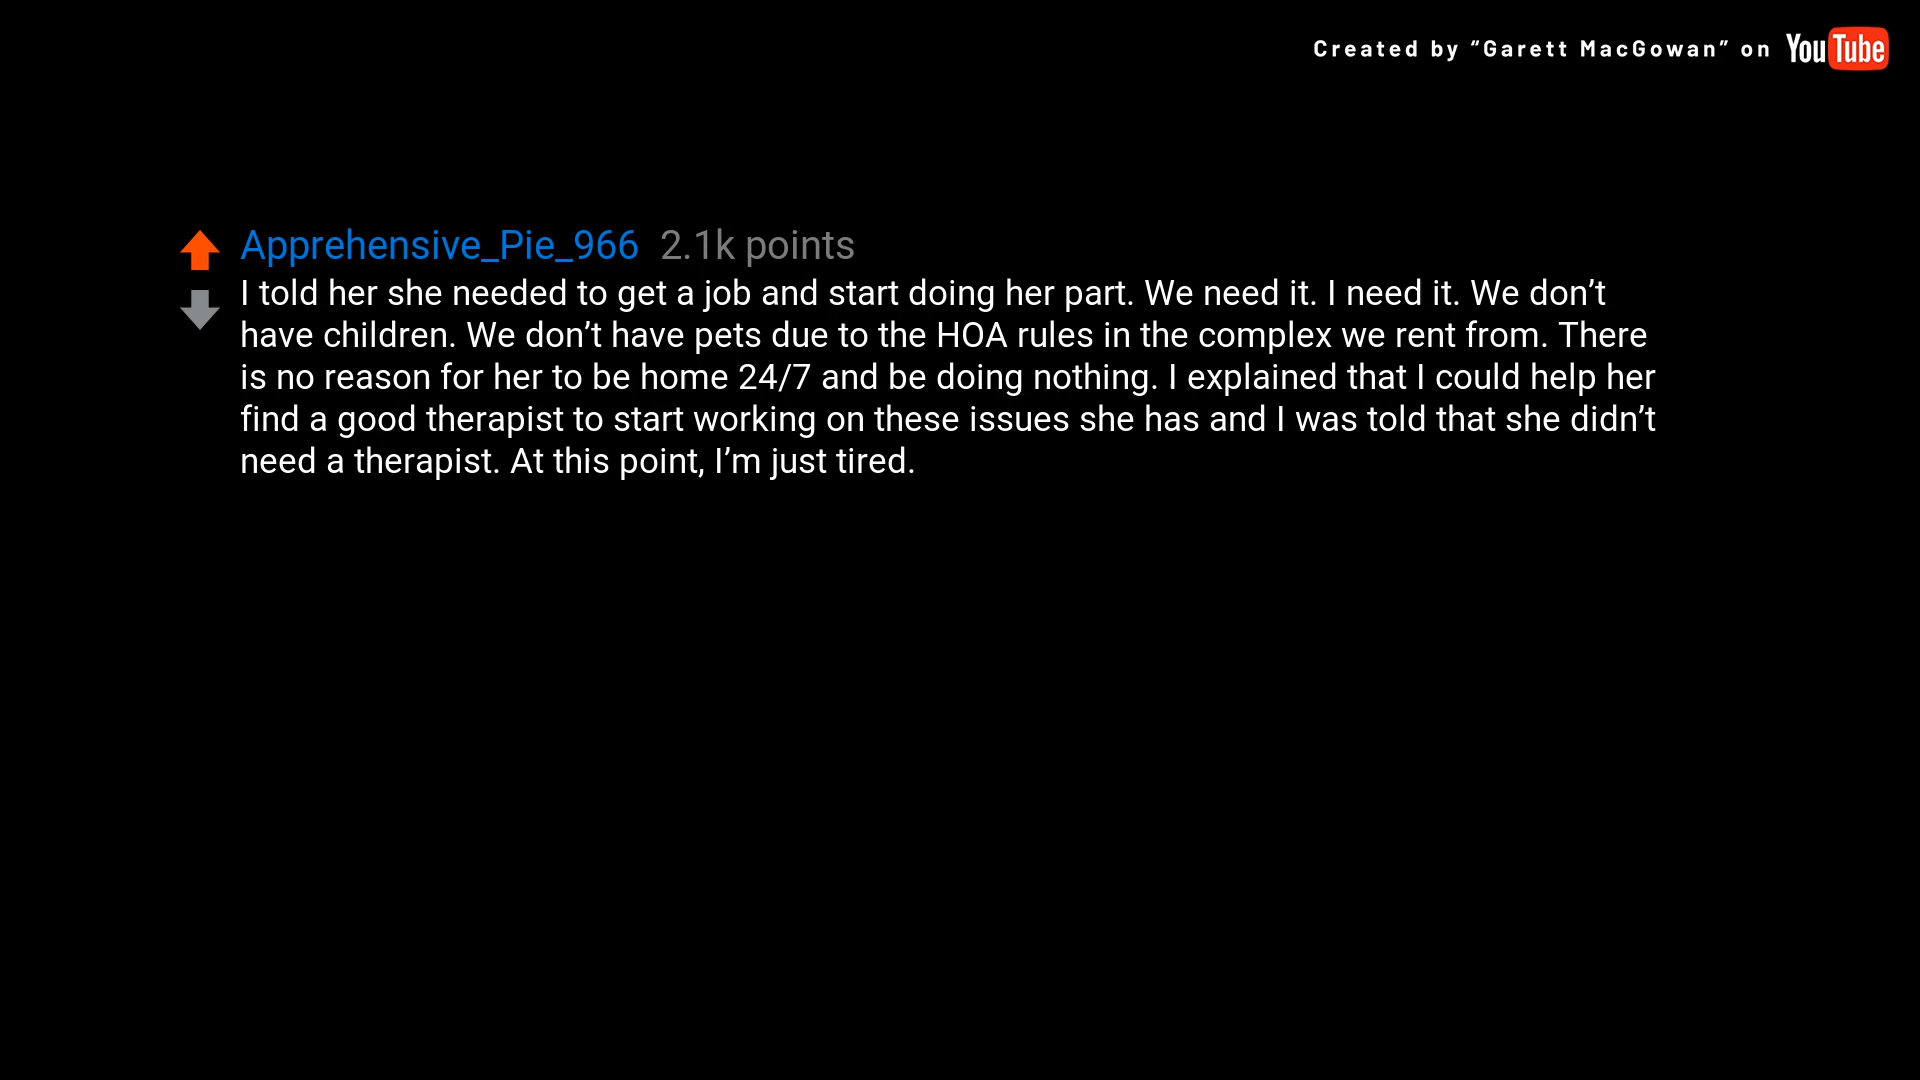 Created by “Garett MacGowan” on YouTube
Apprehensive_Pie_966 2.1k points
I told her she needed to get a job and start doing her part. We need it. I need it. We don’t
have children. We don’t have pets due to the HOA rules in the complex we rent from. There
is no reason for her to be home 24/7 and be doing nothing. I explained that I could help her
find a good therapist to start working on these issues she has and I was told that she didn’t
need a therapist. At this point, I’m just tired.